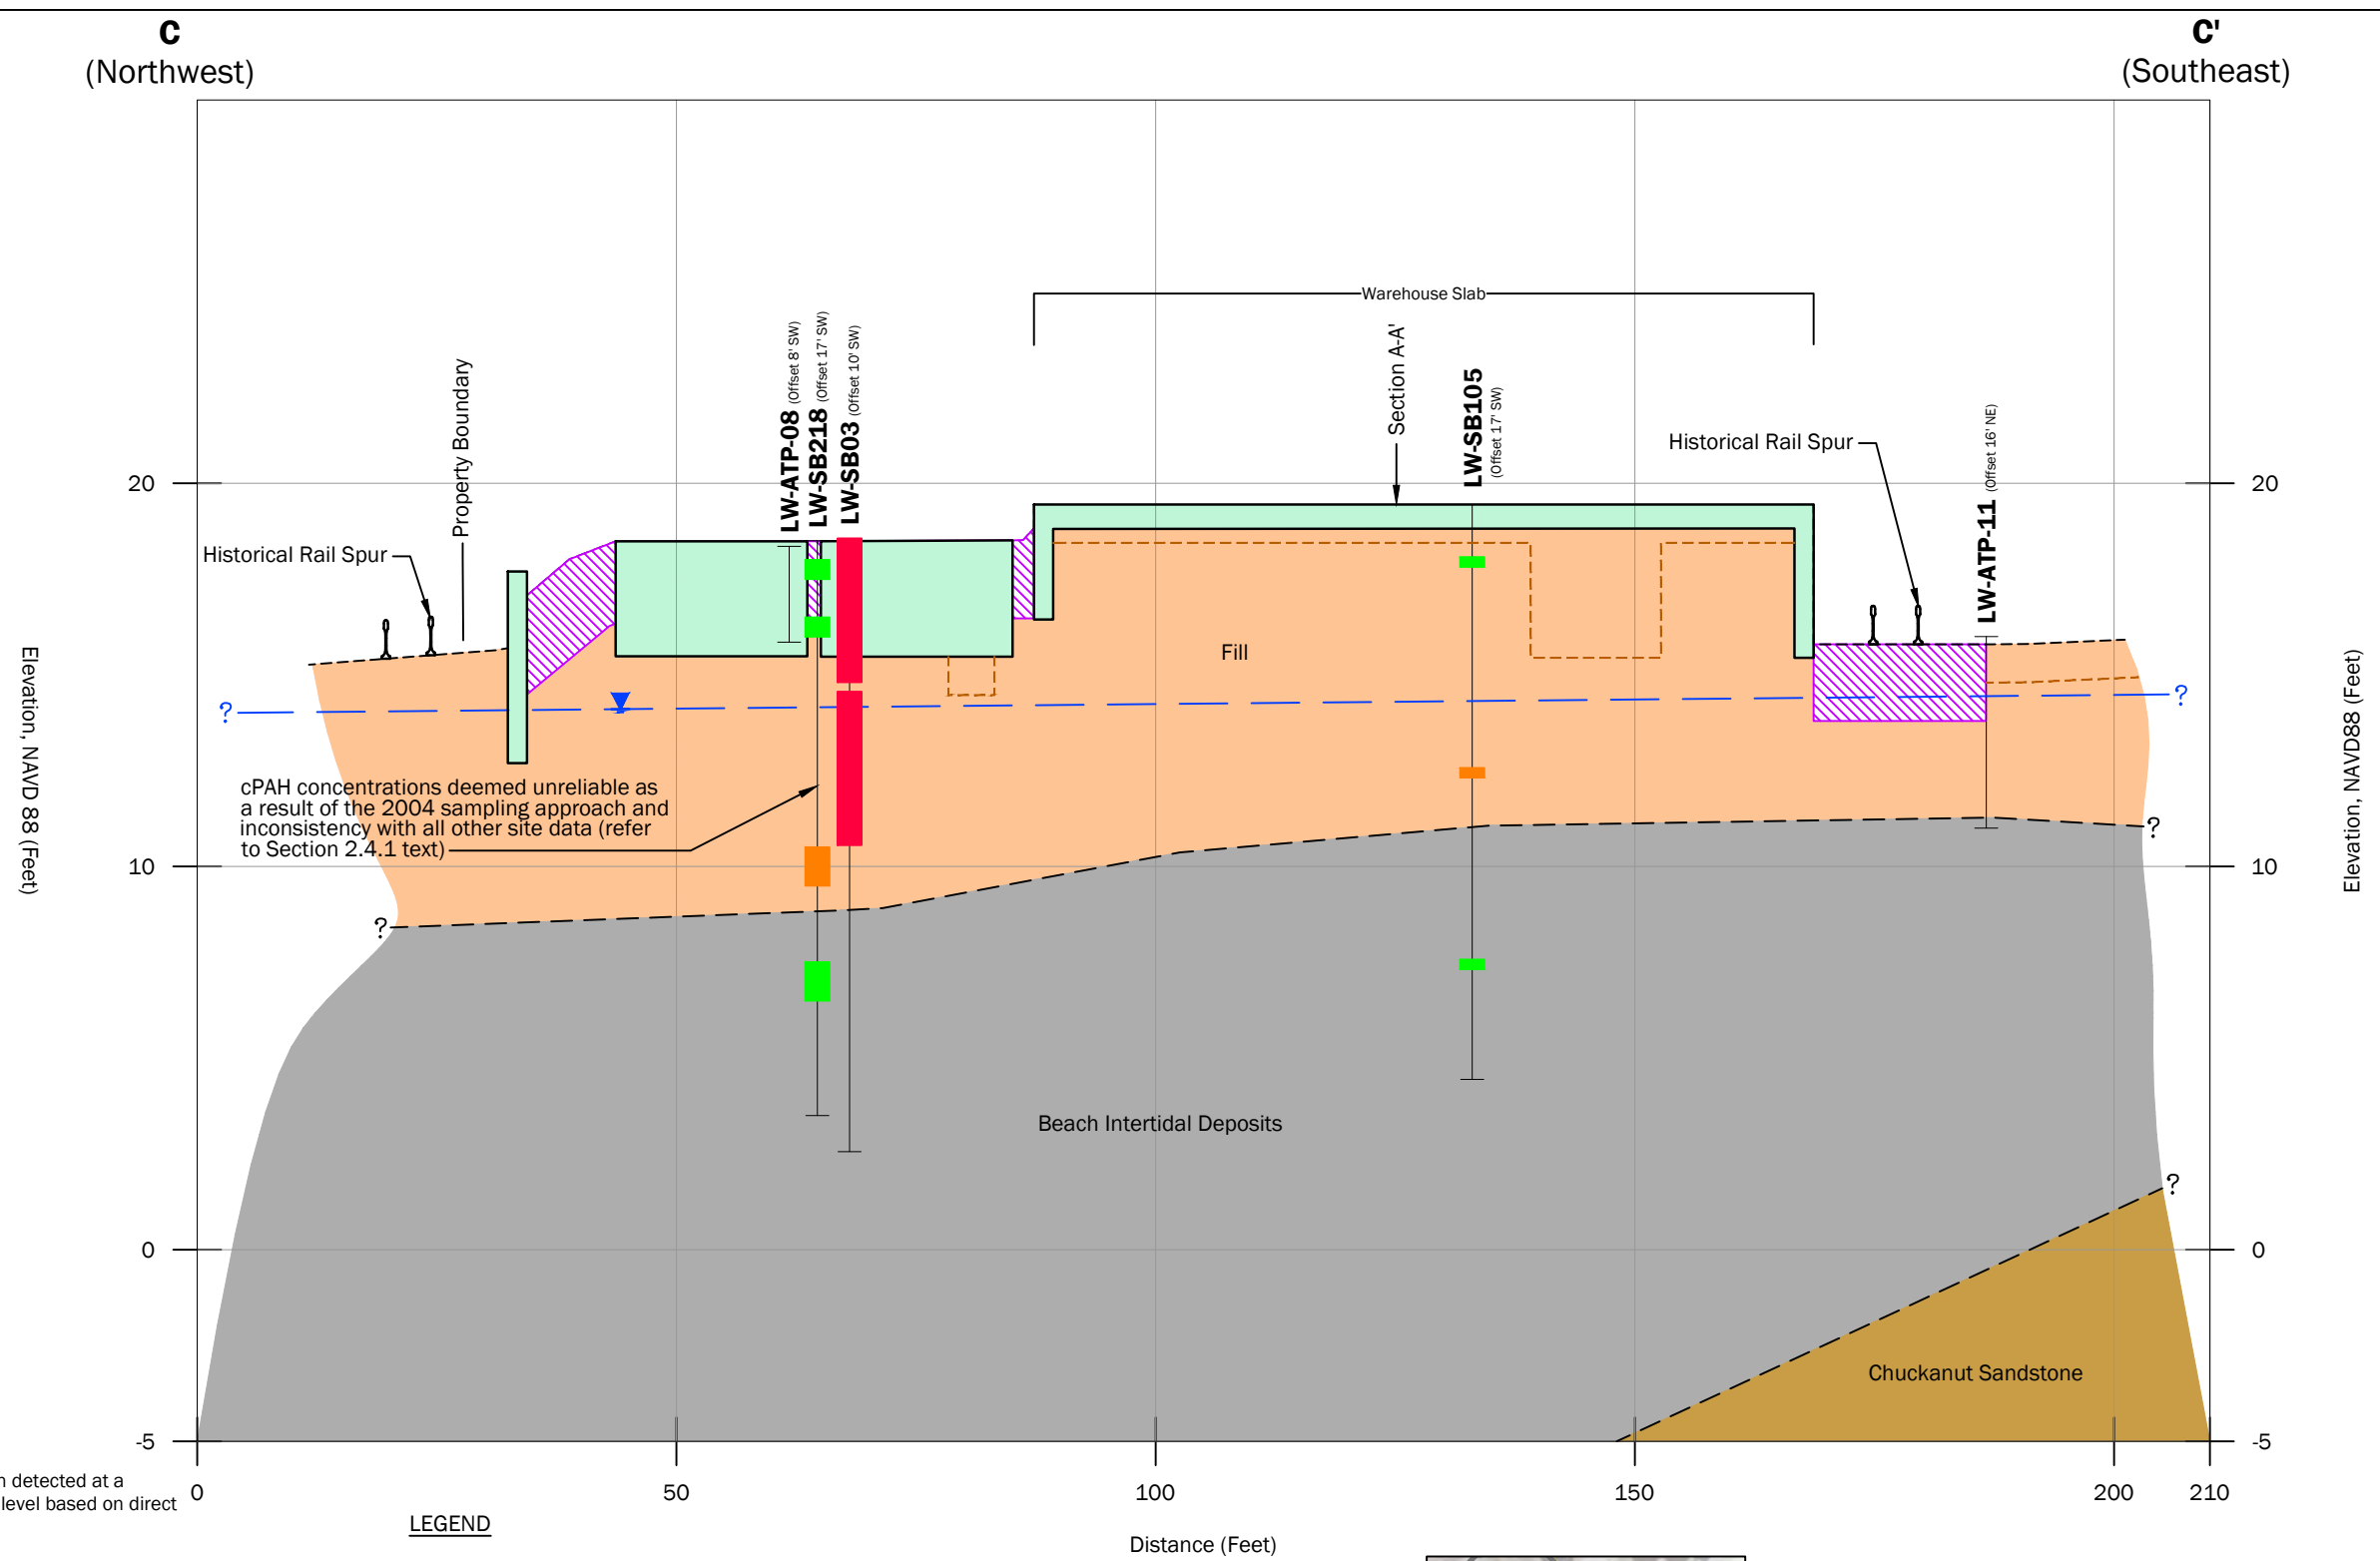 C
(Northwest)
C'
(Southeast)
Warehouse Slab
Section A-A'
Property Boundary
LW-ATP-08 (Offset 8' SW)
LW-SB218 (Offset 17' SW)
LW-SB03 (Offset 10' SW)
LW-SB105
(Offset 17' SW)
LW-ATP-11 (Offset 16' NE)
Historical Rail Spur
Historical Rail Spur
20
20
Fill
?
?
cPAH concentrations deemed unreliable as
a result of the 2004 sampling approach and
inconsistency with all other site data (refer
to Section 2.4.1 text)
Elevation, NAVD 88 (Feet)
Elevation, NAVD88 (Feet)
10
10
?
?
Beach Intertidal Deposits
?
0
0
Chuckanut Sandstone
-5
-5
n detected at a
level based on direct
0
50
100
150
200
210
LEGEND
Distance (Feet)